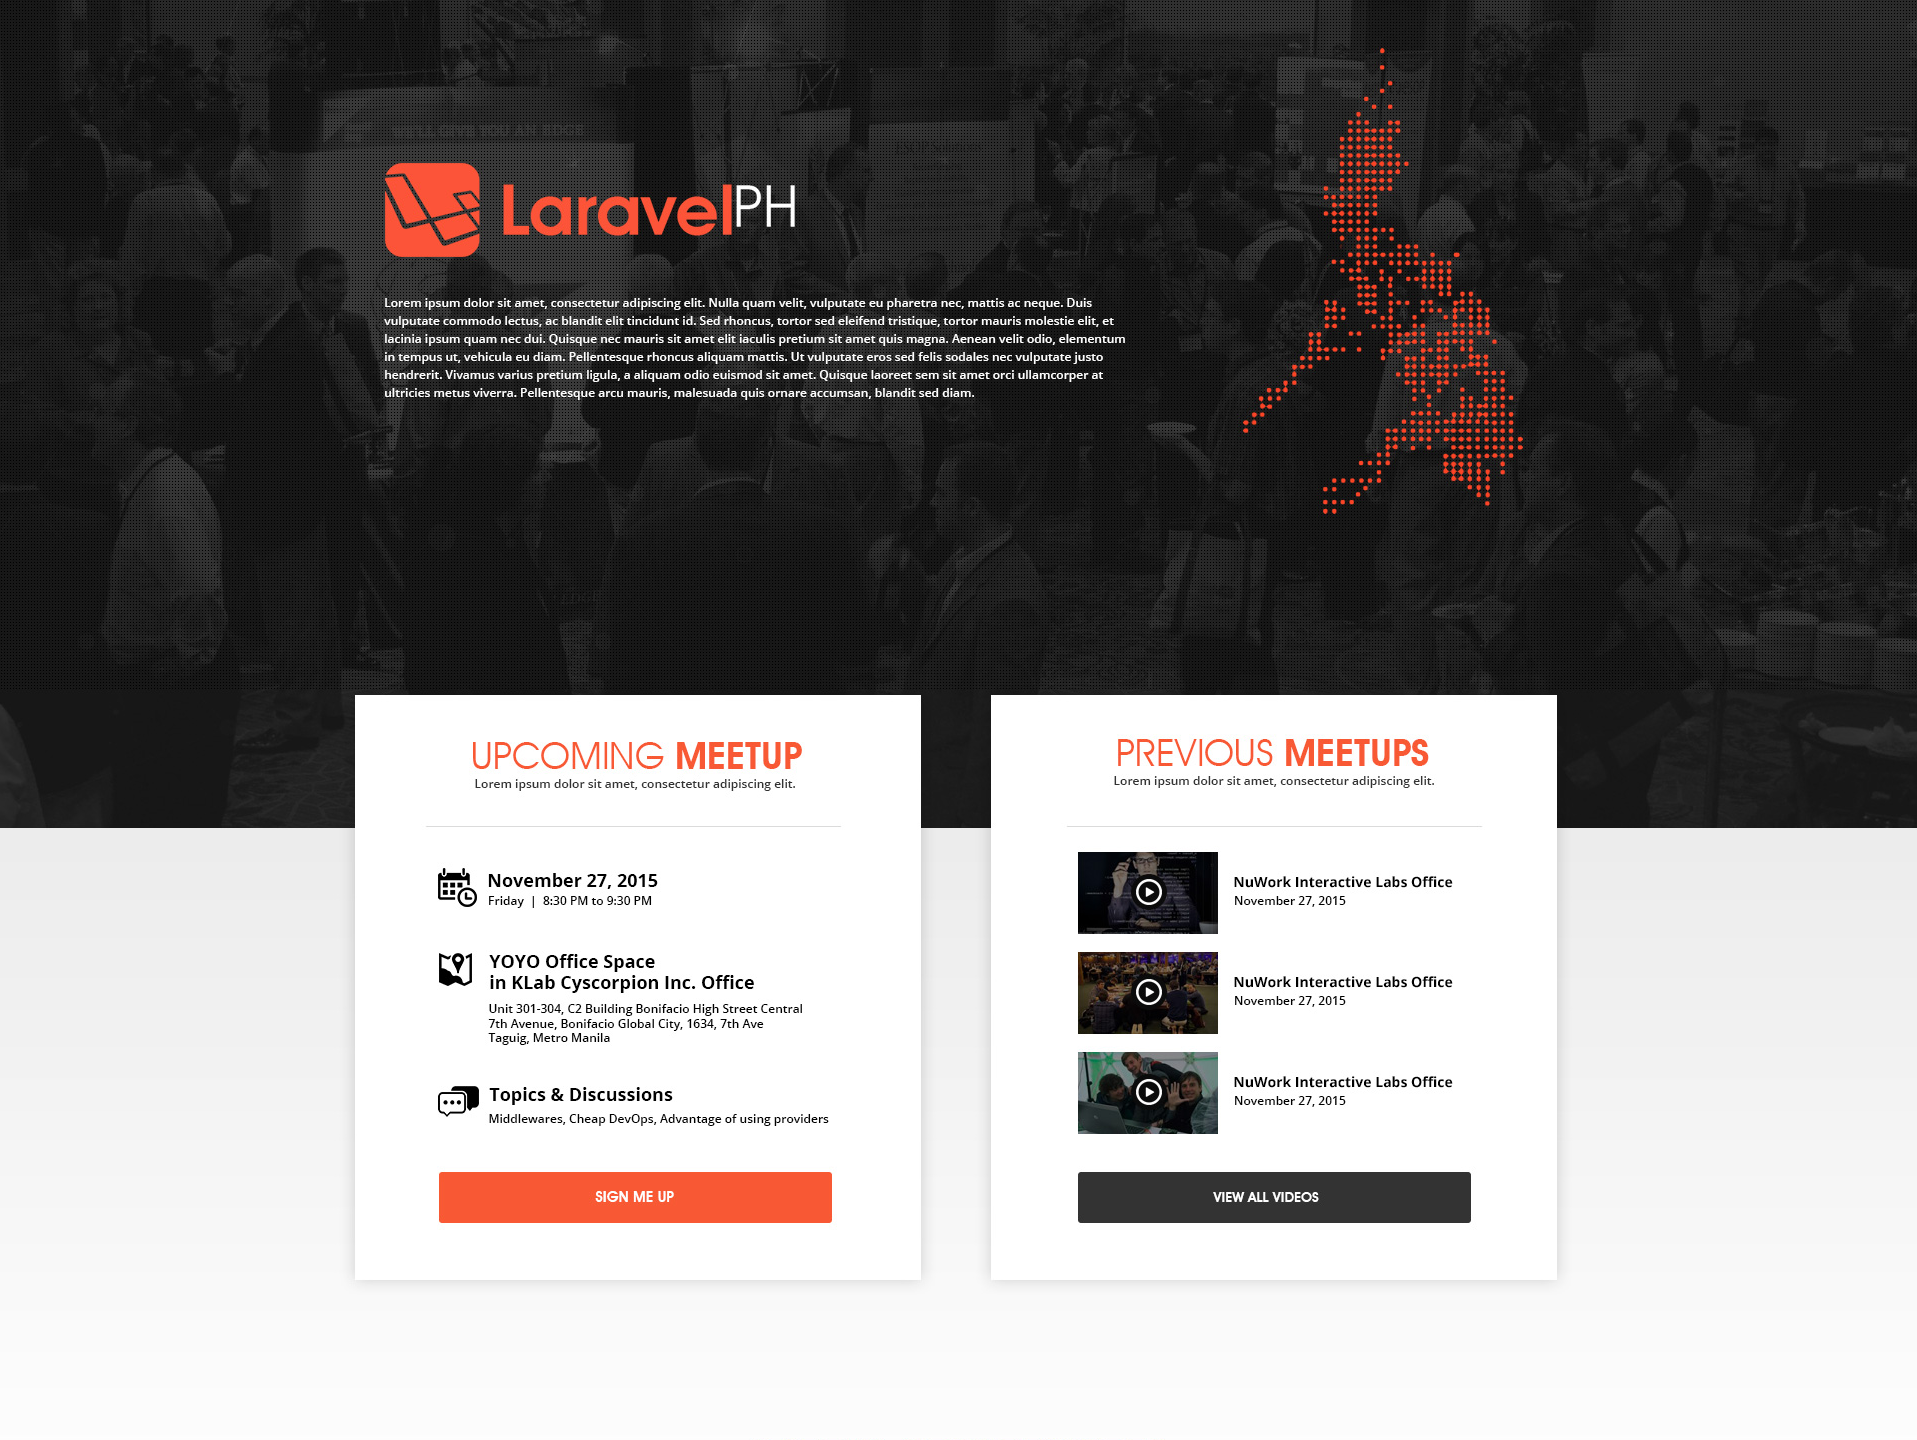 WE'LL GIVE YOU AN EDGE
LaravelPH
Lorem ipsum dolor sit amet, consectetur adipiscing elit. Nulla quam velit, vulputate eu pharetra nec, mattis ac neque. Duis
vulputate commodo lectus, ac blandit elit tincidunt id. Sed rhoncus, tortor sed eleifend tristique, tortor mauris molestie elit, et
lacinia ipsum quam nec dui. Quisque nec mauris sit amet elit iaculis pretium sit amet quis magna. Aenean velit odio, elementum
in tempus ut, vehicula eu diam. Pellentesque rhoncus aliquam mattis. Ut vulputate eros sed felis sodales nec vulputate justo
hendrerit. Vivamus varius pretium ligula, a aliquam odio euismod sit amet. Quisque laoreet sem sit amet orci ullamcorper at
ultricies metus viverra. Pellentesque arcu mauris, malesuada quis ornare accumsan, blandit sed diam.
UPCOMING MEETUP
Lorem ipsum dolor sit amet, consectetur adipiscing elit.
November 27, 2015
Friday | 8:30 PM to 9:30 PM
YOYO Office Space
in KLab Cyscorpion Inc. Office
Unit 301-304, C2 Building Bonifacio High Street Central
7th Avenue, Bonifacio Global City, 1634, 7th Ave
Taguig, Metro Manila
Topics & Discussions
Middlewares, Cheap DevOps, Advantage of using providers
SIGN ME UP
PREVIOUS MEETUPS
Lorem ipsum dolor sit amet, consectetur adipiscing elit.
NuWork Interactive Labs Office
November 27, 2015
NuWork Interactive Labs Office
November 27, 2015
NuWork Interactive Labs Office
November 27, 2015
VIEW ALL VIDEOS